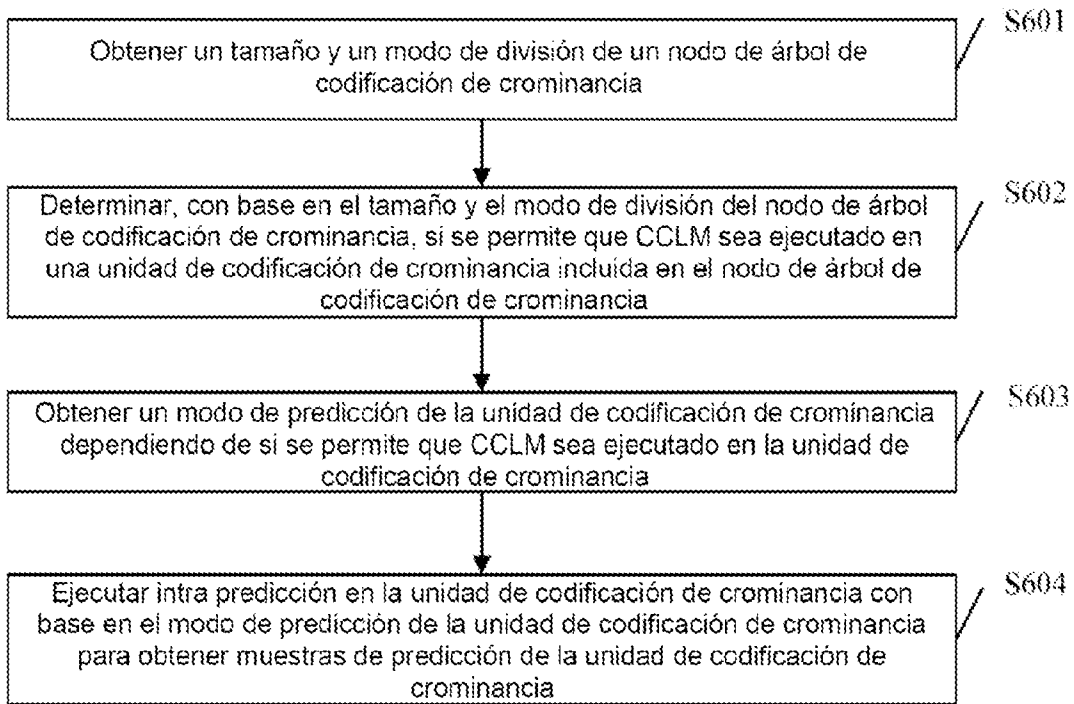 S601
Obtener un tamaño y un modo de división de un nodo de árbol de
codificación de crominancia
S602
Determinar, con base en el tamaño y el modo de división del nodo de árbol
de codificación de crominancia, si se permite que CCLM sea ejecutado en
una unidad de codificación de crominancia incluida en el nodo de árbol de
codificación de crominancia
S603
Obtener un modo de predicción de la unidad de codificación de crominancia
dependiendo de si se permite que CCLM sea ejecutado en la unidad de
codificación de crominancia
S604
Ejecutar intra predicción en la unidad de codificación de crominancia con
base en el modo de predicción de la unidad de codificación de crominancia
para obtener muestras de predicción de la unidad de codificación de
crominancia